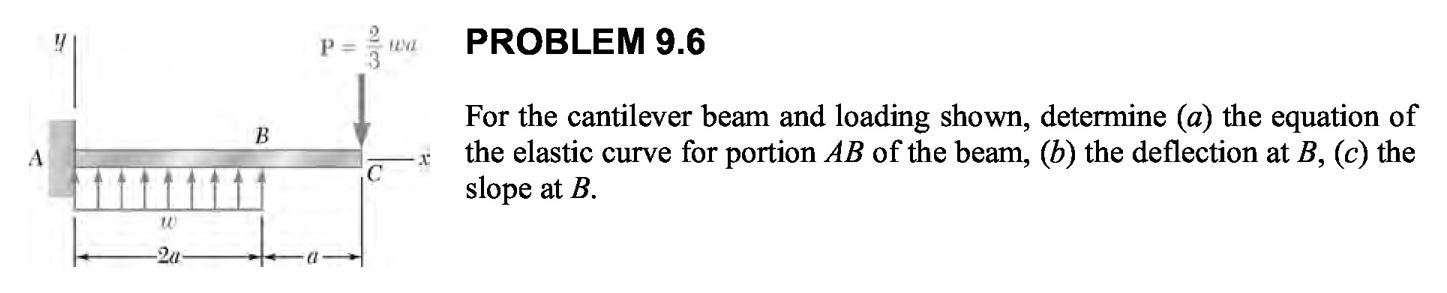 y
P = 2/3 wa
B
A
x
C
w
2a
a
PROBLEM 9.6
For the cantilever beam and loading shown, determine (a) the equation of
the elastic curve for portion AB of the beam, (b) the deflection at B, (c) the
slope at B.